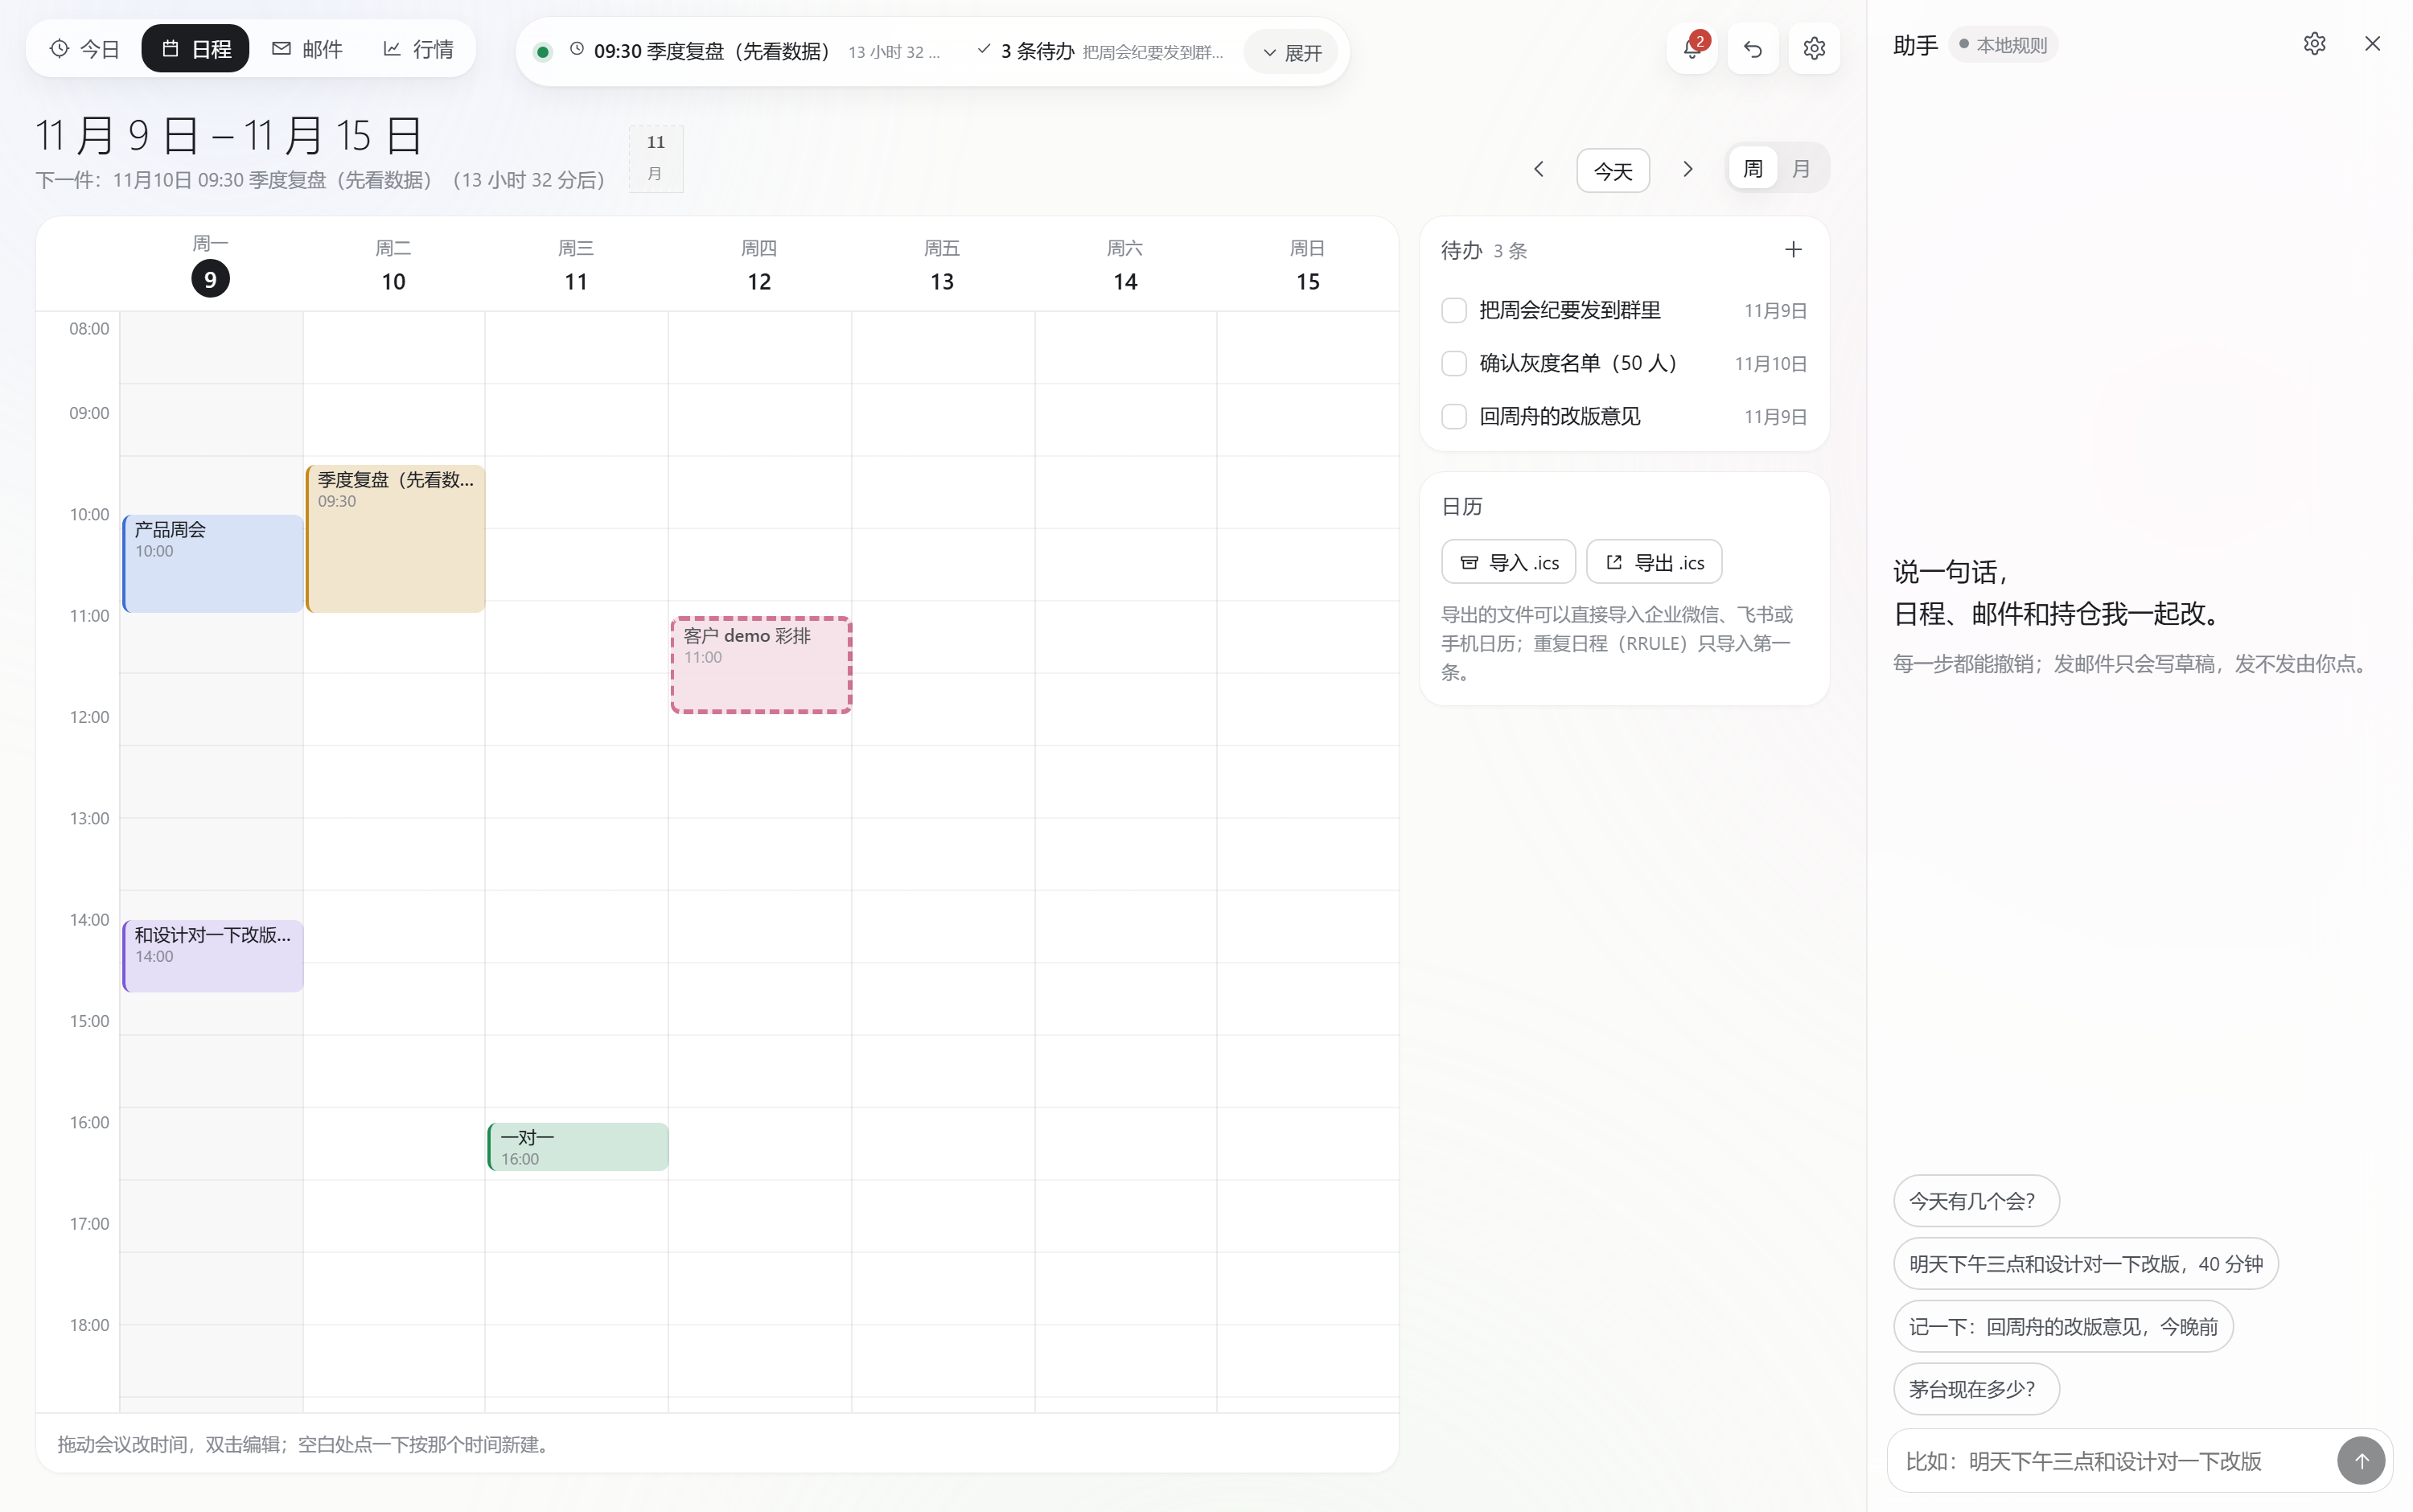 今日
日程
邮件
行情
09:30 季度复盘（先看数据） 13 小时 32 ...
3 条待办 把周会纪要发到群...
展开
2
助手
本地规则
11 月 9 日 – 11 月 15 日
下一件：11月10日 09:30 季度复盘（先看数据）（13 小时 32 分后）
11
月
今天
周
月
周一
9
周二
10
周三
11
周四
12
周五
13
周六
14
周日
15
08:00
09:00
10:00
11:00
12:00
13:00
14:00
15:00
16:00
17:00
18:00
产品周会
10:00
季度复盘（先看数...
09:30
客户 demo 彩排
11:00
和设计对一下改版...
14:00
一对一
16:00
拖动会议改时间，双击编辑；空白处点一下按那个时间新建。
待办 3 条
把周会纪要发到群里 11月9日
确认灰度名单（50 人） 11月10日
回周舟的改版意见 11月9日
日历
导入 .ics
导出 .ics
导出的文件可以直接导入企业微信、飞书或
手机日历；重复日程（RRULE）只导入第一
条。
说一句话，
日程、邮件和持仓我一起改。
每一步都能撤销；发邮件只会写草稿，发不发由你点。
今天有几个会？
明天下午三点和设计对一下改版，40 分钟
记一下：回周舟的改版意见，今晚前
茅台现在多少？
比如：明天下午三点和设计对一下改版